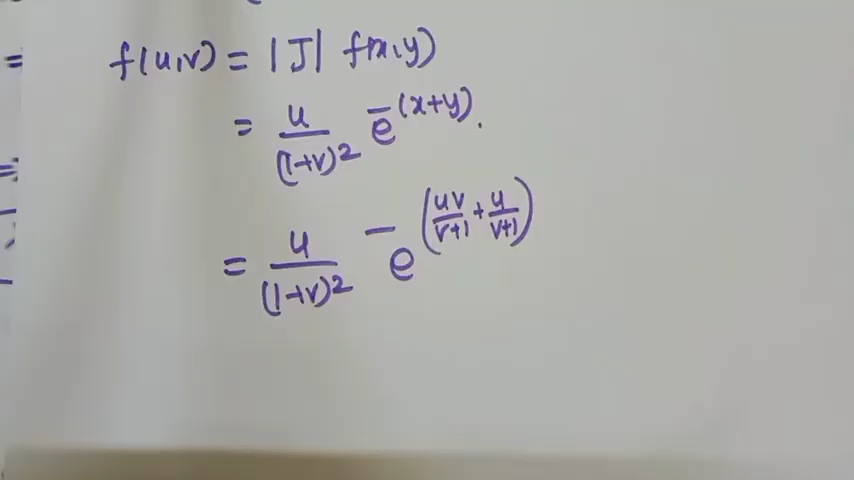 f(u,v) = |J| f(x,y)
= u/(1+v)² e^-(x+y).
= u/(1+v)² e^-(uv/v+1 + u/v+1)